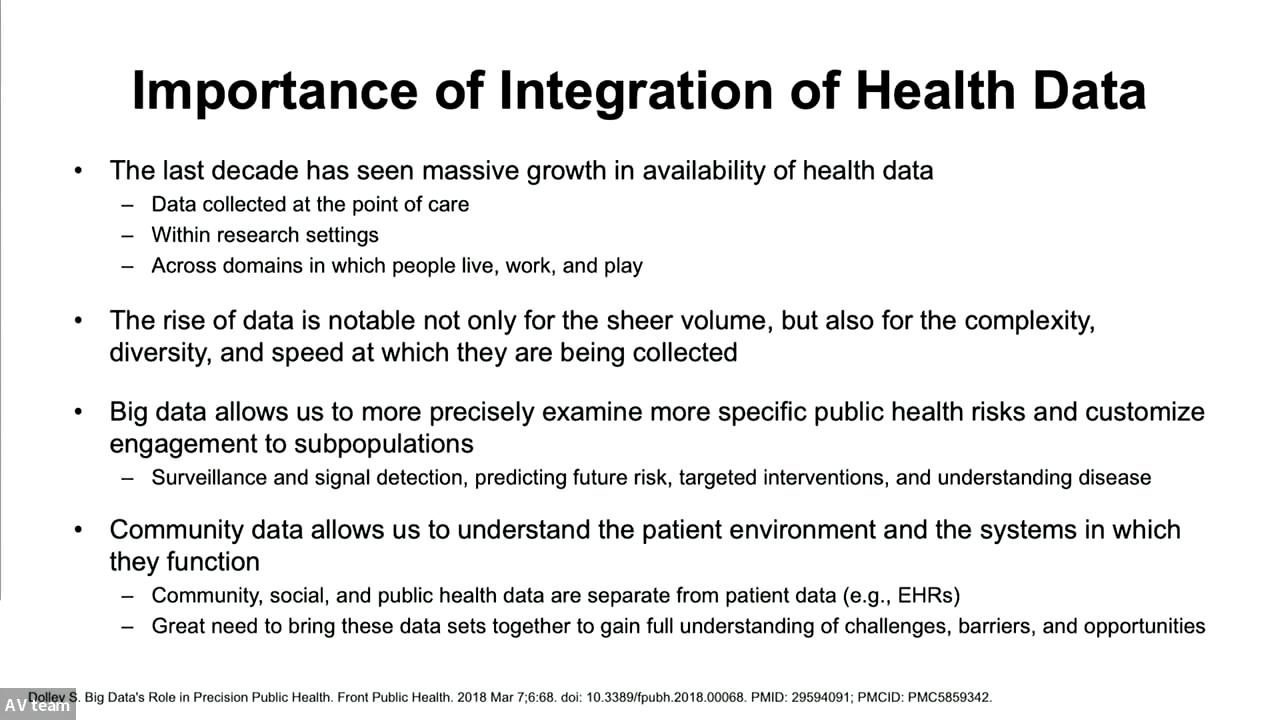 Importance of Integration of Health Data
• The last decade has seen massive growth in availability of health data
– Data collected at the point of care
– Within research settings
– Across domains in which people live, work, and play
• The rise of data is notable not only for the sheer volume, but also for the complexity,
diversity, and speed at which they are being collected
• Big data allows us to more precisely examine more specific public health risks and customize
engagement to subpopulations
– Surveillance and signal detection, predicting future risk, targeted interventions, and understanding disease
• Community data allows us to understand the patient environment and the systems in which
they function
– Community, social, and public health data are separate from patient data (e.g., EHRs)
– Great need to bring these data sets together to gain full understanding of challenges, barriers, and opportunities
Dolley S. Big Data's Role in Precision Public Health. Front Public Health. 2018 Mar 7;6:68. doi: 10.3389/fpubh.2018.00068. PMID: 29594091; PMCID: PMC5859342.
AV team